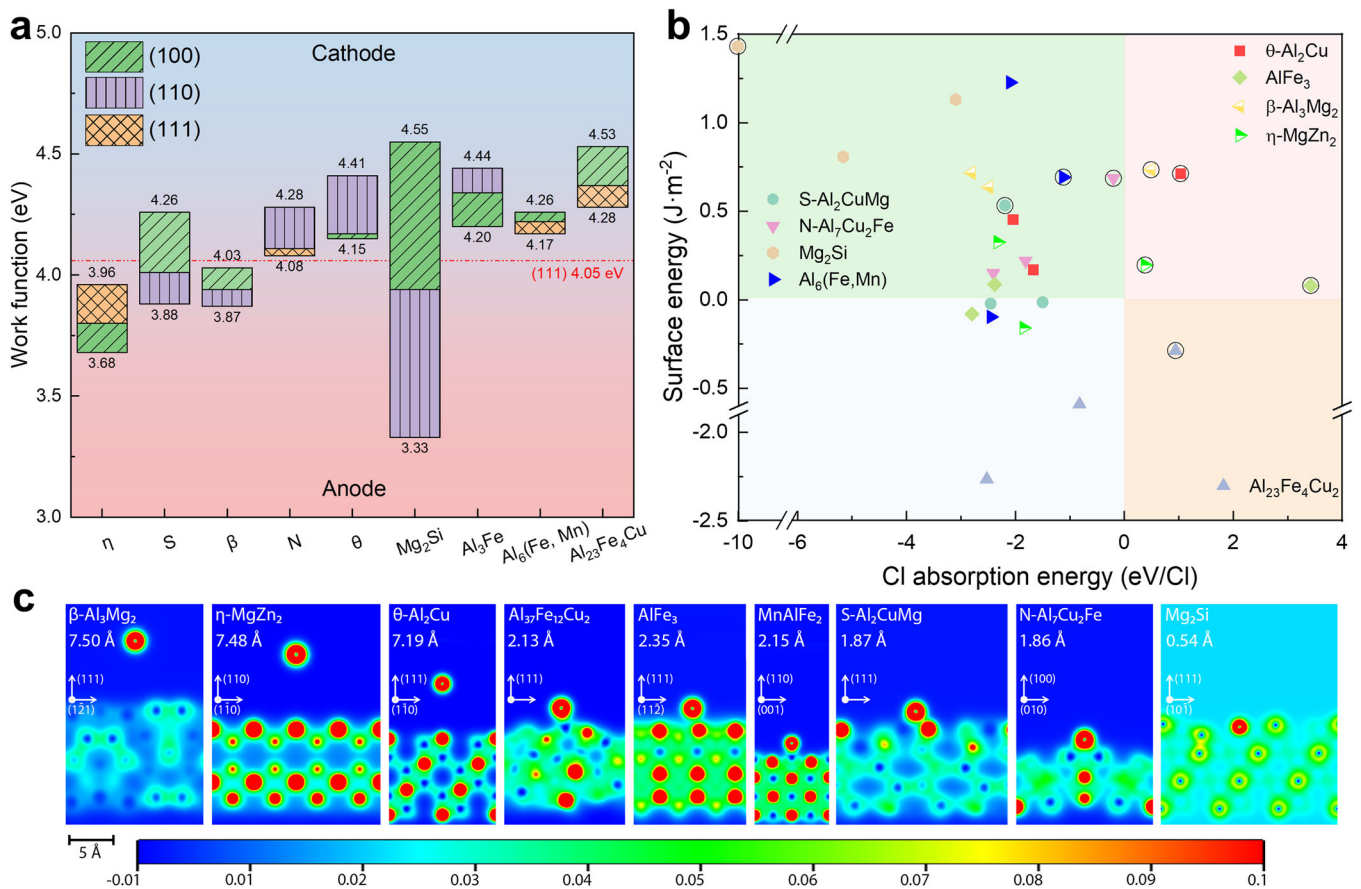 a
Work function (eV)
5.0
4.5
4.0
3.5
3.0
(100)
(110)
(111)
Cathode
Anode
3.96
3.68
4.26
3.88
4.03
3.87
4.28
4.08
4.41
4.15
4.55
3.33
4.44
4.20
4.26
4.17
4.53
4.28
(111) 4.05 eV
η
S
β
N
θ
Mg₂Si
Al₃Fe
Al₆(Fe, Mn)
Al₂₃Fe₄Cu
b
Surface energy (J·m⁻²)
1.5
1.0
0.5
0.0
-0.5
-2.0
-2.5
θ-Al₂Cu
AlFe₃
β-Al₃Mg₂
η-MgZn₂
S-Al₂CuMg
N-Al₇Cu₂Fe
Mg₂Si
Al₆(Fe,Mn)
Al₂₃Fe₄Cu₂
-10
-6
-4
-2
0
2
4
Cl absorption energy (eV/Cl)
c
β-Al₃Mg₂
7.50 Å
(111)
(1̄21)
η-MgZn₂
7.48 Å
(110)
(11̄0)
θ-Al₂Cu
7.19 Å
(111)
(11̄0)
Al₃₇Fe₁₂Cu₂
2.13 Å
(111)
AlFe₃
2.35 Å
(111)
(112̄)
MnAlFe₂
2.15 Å
(110)
(001)
S-Al₂CuMg
1.87 Å
(111)
N-Al₇Cu₂Fe
1.86 Å
(100)
(010)
Mg₂Si
0.54 Å
(111)
(101̄)
5 Å
-0.01
0.01
0.02
0.03
0.04
0.05
0.06
0.07
0.08
0.09
0.1